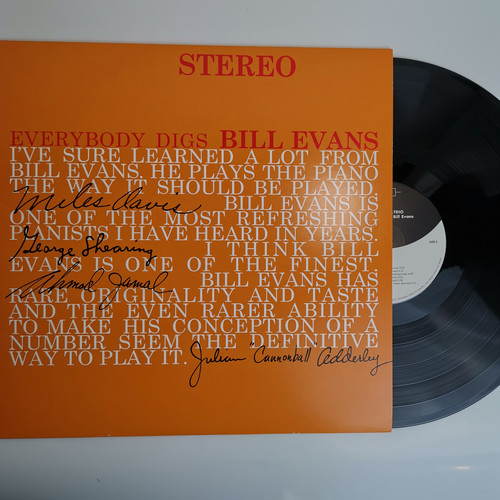 STEREO
EVERYBODY DIGS BILL EVANS
I'VE SURE LEARNED A LOT FROM
BILL EVANS. HE PLAYS THE PIANO
THE WAY IT SHOULD BE PLAYED.
Miles Davis BILL EVANS IS
ONE OF THE MOST REFRESHING
PIANISTS I HAVE HEARD IN YEARS.
George Shearing I THINK BILL
EVANS IS ONE OF THE FINEST.
Ahmad Jamal BILL EVANS HAS
RARE ORIGINALITY AND TASTE
AND THE EVEN RARER ABILITY
TO MAKE HIS CONCEPTION OF A
NUMBER SEEM THE DEFINITIVE
WAY TO PLAY IT. Julian "Cannonball" Adderley
TRIO
Bill Evans